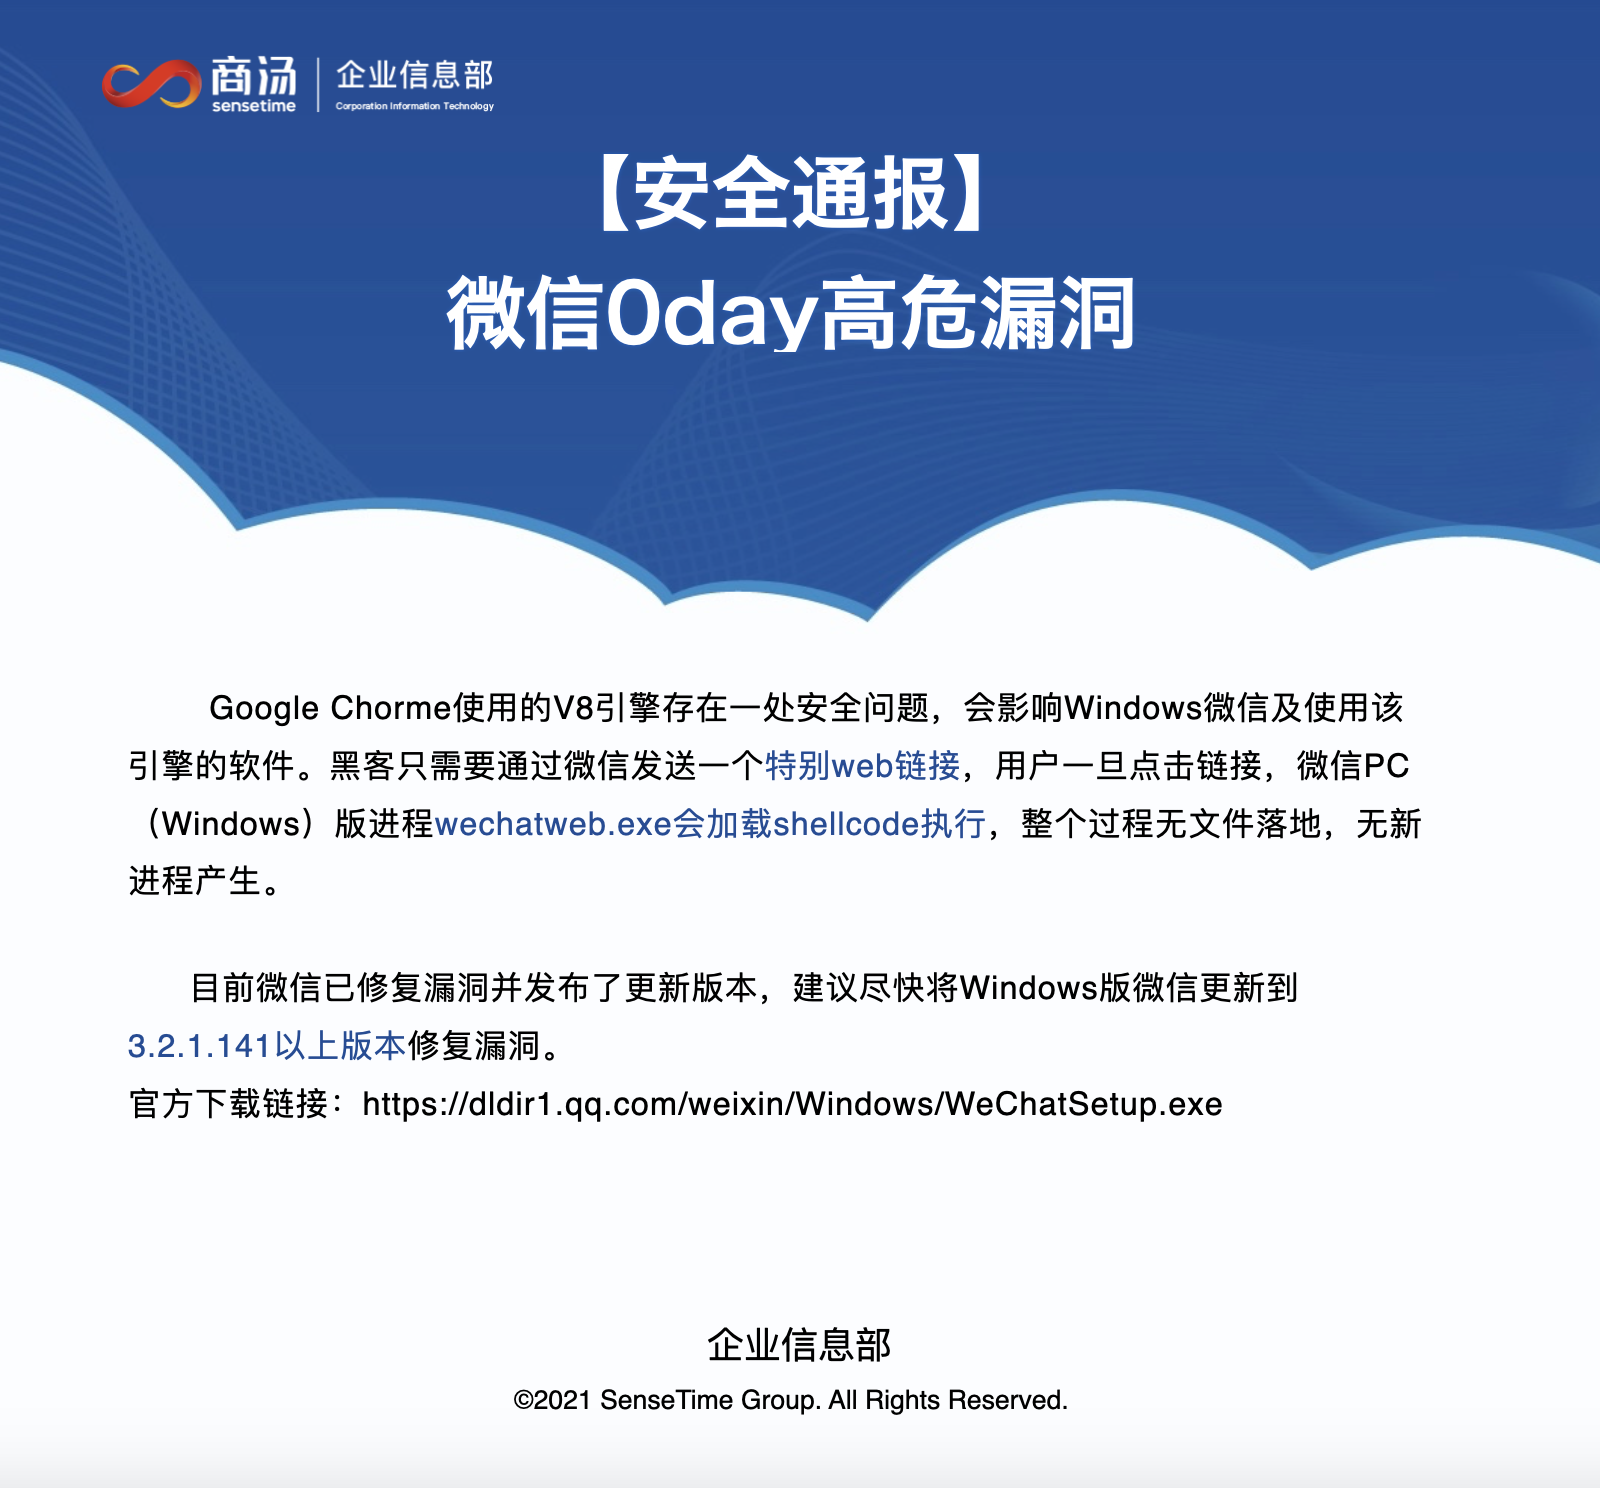 商汤
sensetime
企业信息部
Corporation Information Technology
【安全通报】
微信0day高危漏洞
Google Chorme使用的V8引擎存在一处安全问题，会影响Windows微信及使用该
引擎的软件。黑客只需要通过微信发送一个特别web链接，用户一旦点击链接，微信PC
（Windows）版进程wechatweb.exe会加载shellcode执行，整个过程无文件落地，无新
进程产生。
目前微信已修复漏洞并发布了更新版本，建议尽快将Windows版微信更新到
3.2.1.141以上版本修复漏洞。
官方下载链接：https://dldir1.qq.com/weixin/Windows/WeChatSetup.exe
企业信息部
©2021 SenseTime Group. All Rights Reserved.